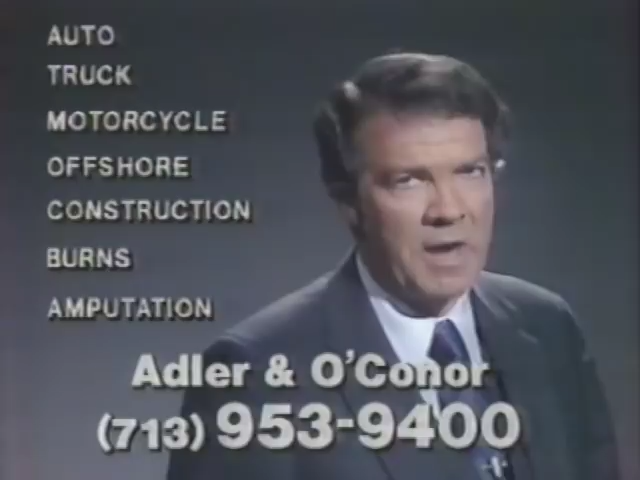 AUTO
TRUCK
MOTORCYCLE
OFFSHORE
CONSTRUCTION
BURNS
AMPUTATION
Adler & O'Conor
(713) 953-9400